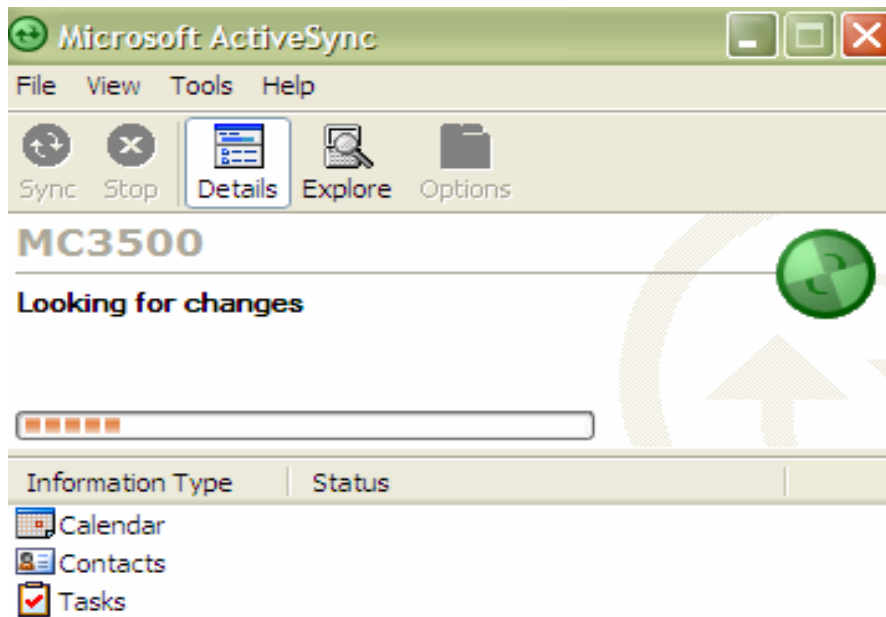 Microsoft ActiveSync
File View Tools Help
Sync Stop Details Explore Options
MC3500
Looking for changes
Information Type Status
Calendar
Contacts
Tasks